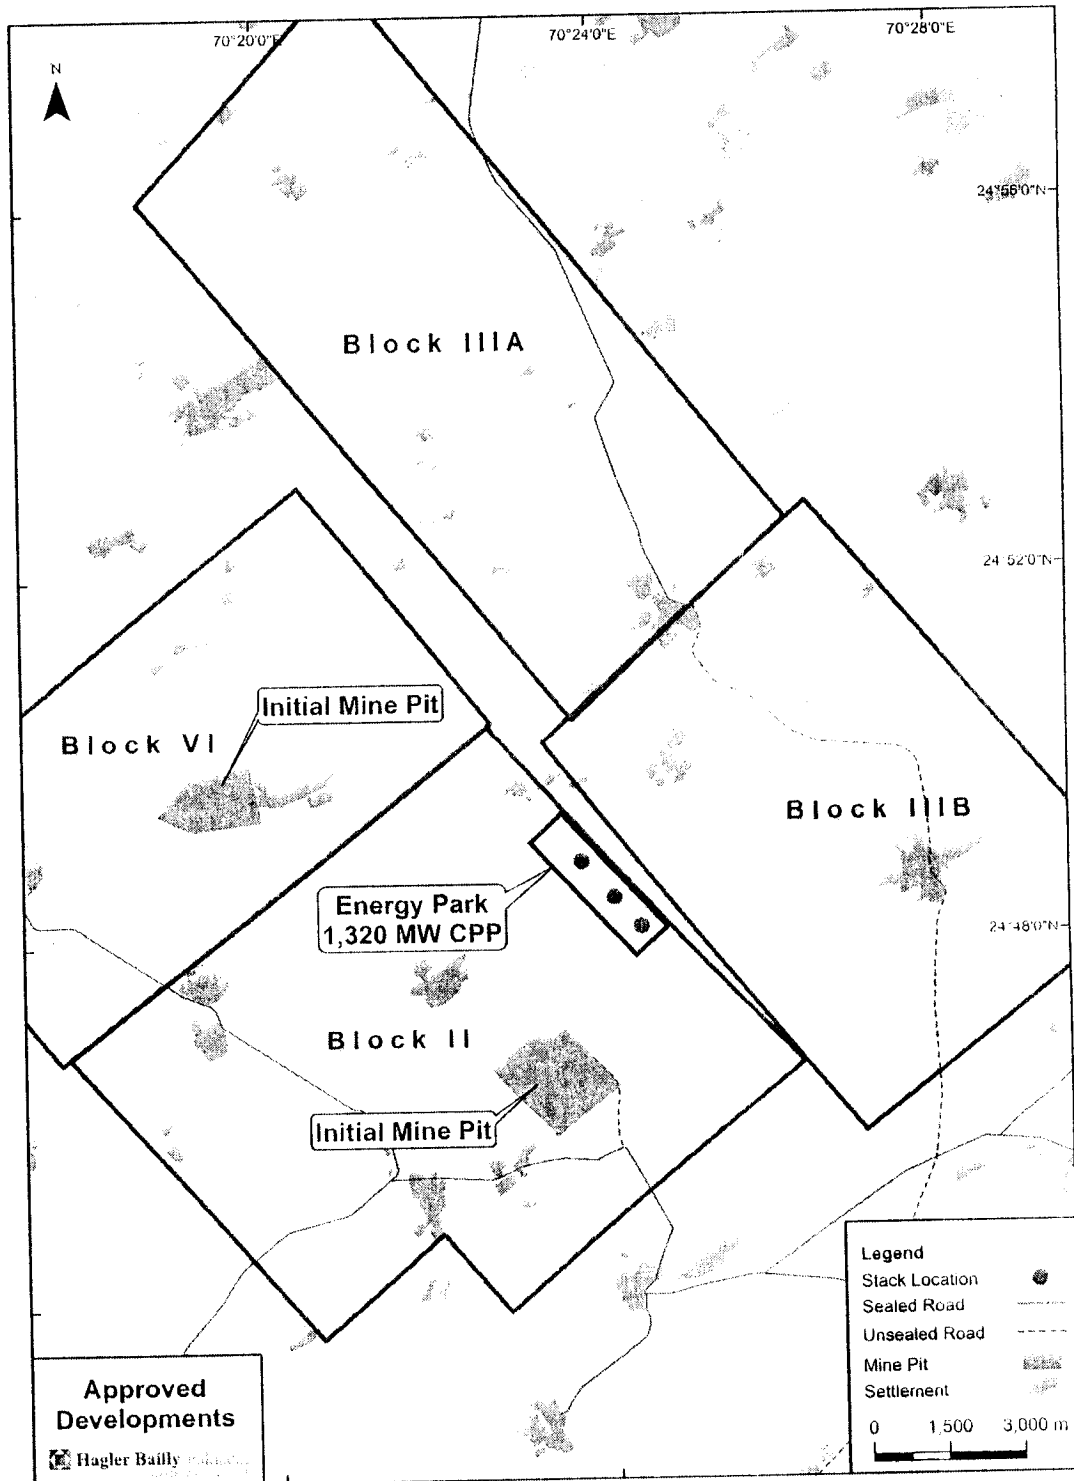 70°20'0"E
70°24'0"E
70°28'0"E
N
24°56'0"N
Block IIIA
24°52'0"N
Initial Mine Pit
Block VI
Block IIIB
Energy Park
1,320 MW CPP
24°48'0"N
Block II
Initial Mine Pit
Legend
Stack Location
Sealed Road
Unsealed Road
Mine Pit
Settlement
0 1,500 3,000 m
Approved
Developments
Hagler Bailly